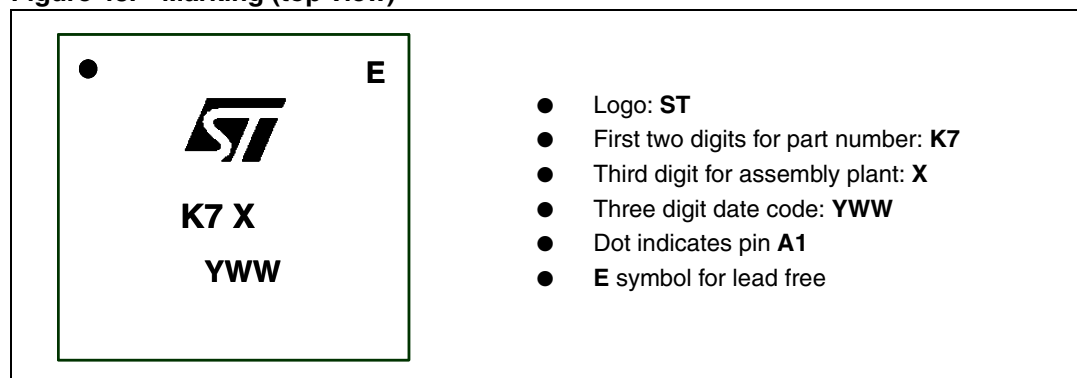 Figure
Marking (top view)
E
ST
K7 X
YWW
● Logo: ST
● First two digits for part number: K7
● Third digit for assembly plant: X
● Three digit date code: YWW
● Dot indicates pin A1
● E symbol for lead free